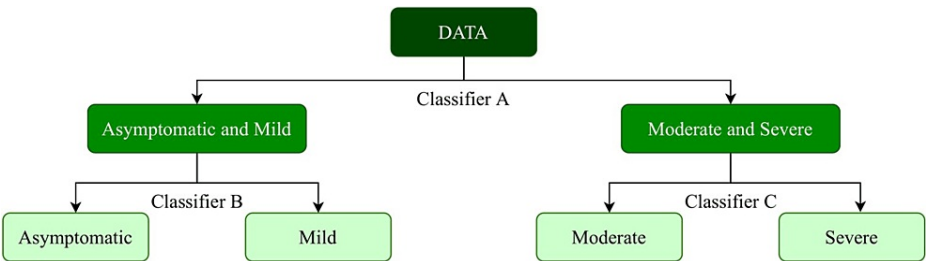 DATA
Classifier A
Asymptomatic and Mild
Moderate and Severe
Classifier B
Classifier C
Asymptomatic
Mild
Moderate
Severe